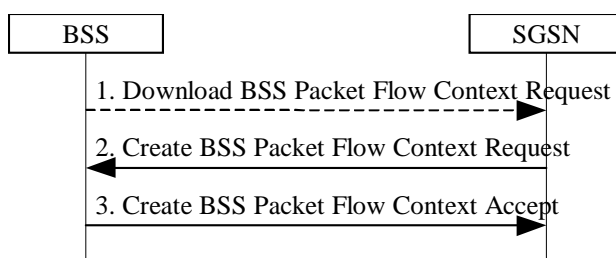 BSS
SGSN
1. Download BSS Packet Flow Context Request
2. Create BSS Packet Flow Context Request
3. Create BSS Packet Flow Context Accept